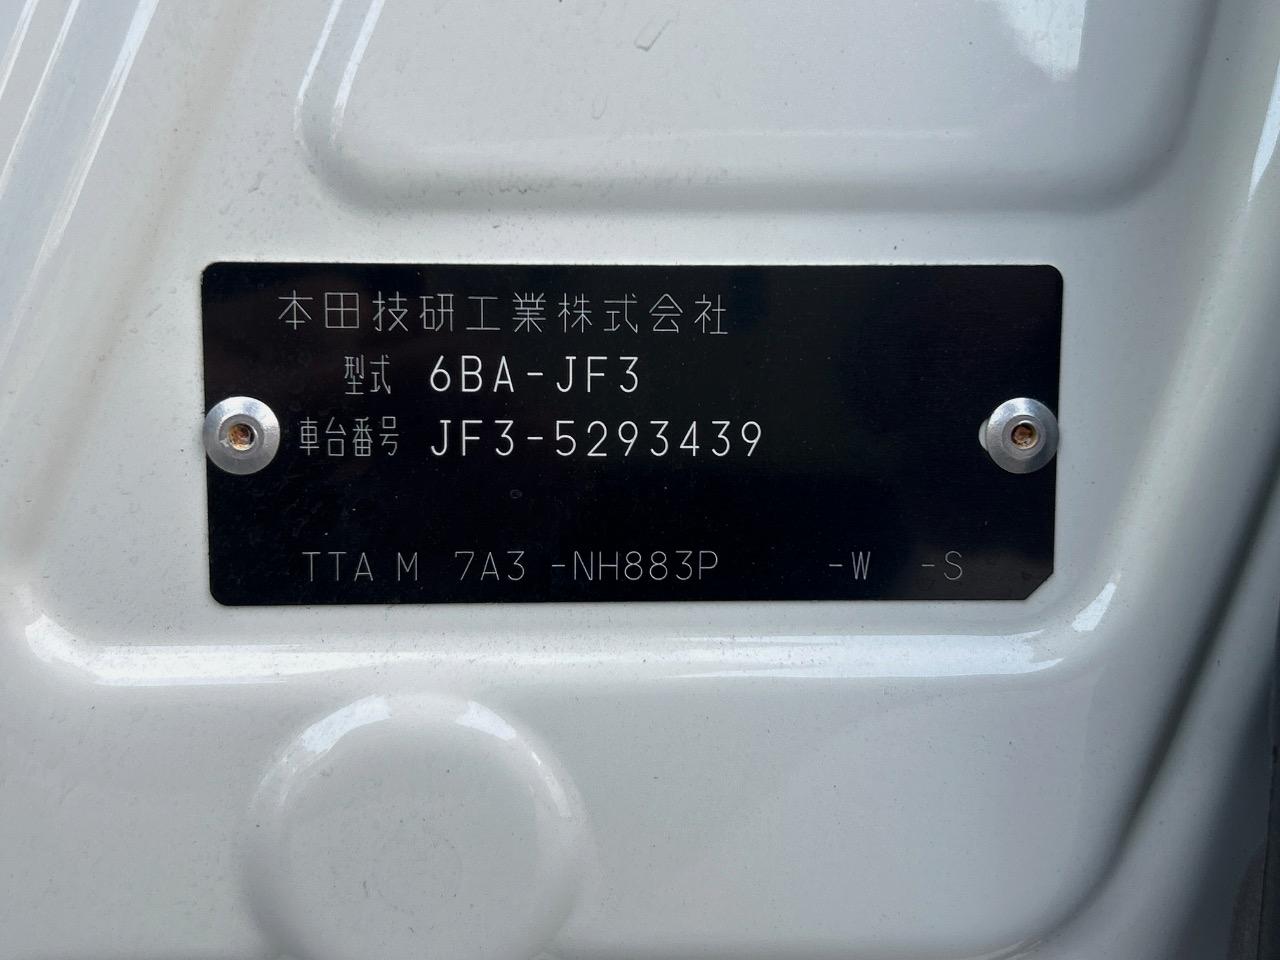 本田技研工業株式会社
型式 6BA-JF3
車台番号 JF3-5293439
TTA M 7A3 -NH883P -W -S